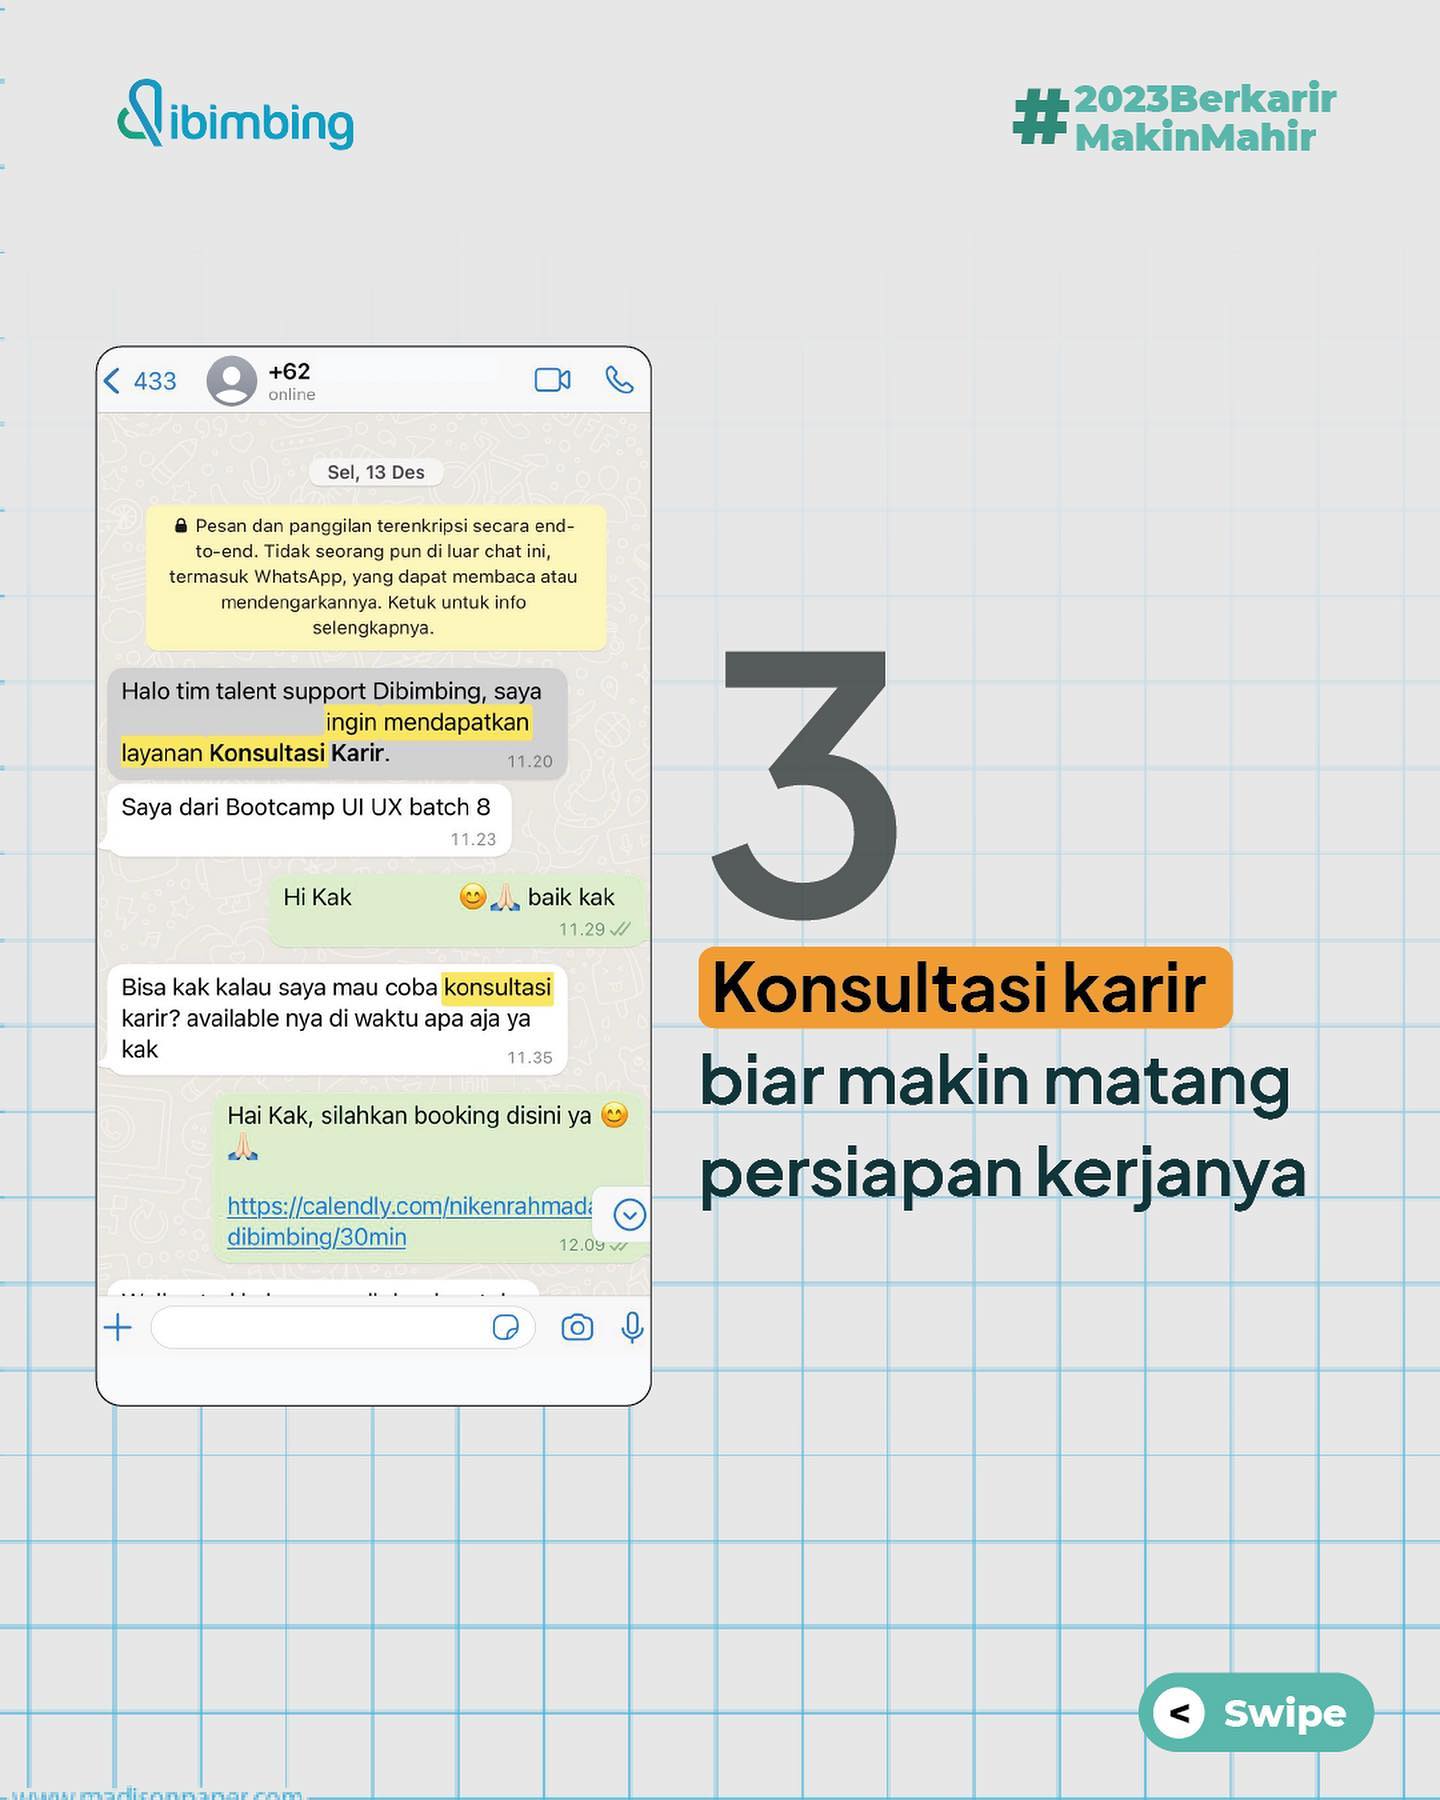 Dibimbing
#2023Berkarir
MakinMahir
433
+62
online
Sel, 13 Des
Pesan dan panggilan terenkripsi secara end-
to-end. Tidak seorang pun di luar chat ini,
termasuk WhatsApp, yang dapat membaca atau
mendengarkannya. Ketuk untuk info
selengkapnya.
Halo tim talent support Dibimbing, saya
ingin mendapatkan
layanan Konsultasi Karir.
11.20
Saya dari Bootcamp UI UX batch 8
11.23
Hi Kak 😊🙏🏻 baik kak
11.29
Bisa kak kalau saya mau coba konsultasi
karir? available nya di waktu apa aja ya
kak
11.35
Hai Kak, silahkan booking disini ya 😊
🙏🏻
https://calendly.com/nikenrahmada
dibimbing/30min
12.09
3
Konsultasi karir
biar makin matang
persiapan kerjanya
< Swipe
www.madisonpaper.com